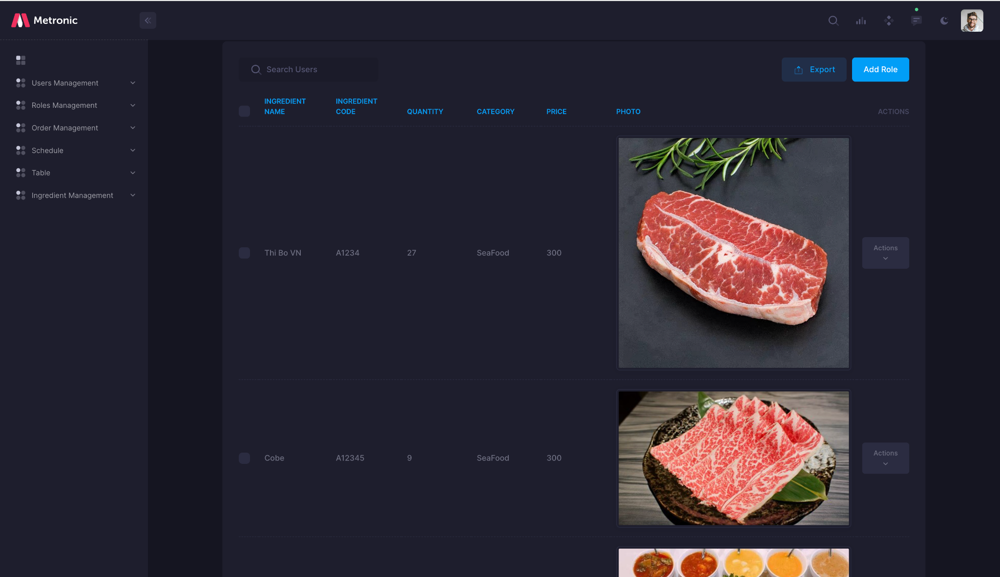 Metronic
Users Management
Roles Management
Order Management
Schedule
Table
Ingredient Management
Search Users
Export
Add Role
INGREDIENT NAME
INGREDIENT CODE
QUANTITY
CATEGORY
PRICE
PHOTO
ACTIONS
Thi Bo VN
A1234
27
SeaFood
300
Actions
Cobe
A12345
9
SeaFood
300
Actions